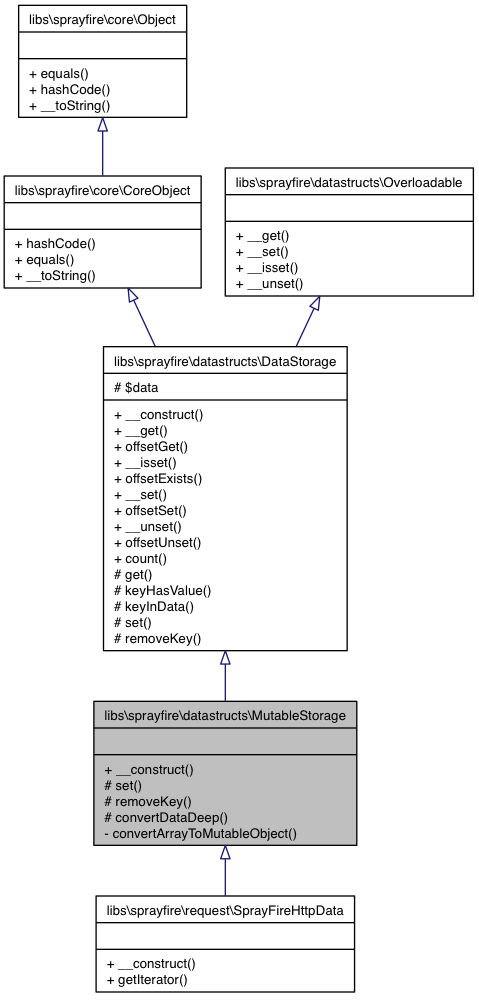 libs\sprayfire\core\Object
+ equals()
+ hashCode()
+ __toString()
libs\sprayfire\core\CoreObject
+ hashCode()
+ equals()
+ __toString()
libs\sprayfire\datastructs\Overloadable
+ __get()
+ __set()
+ __isset()
+ __unset()
libs\sprayfire\datastructs\DataStorage
# $data
+ __construct()
+ __get()
+ offsetGet()
+ __isset()
+ offsetExists()
+ __set()
+ offsetSet()
+ __unset()
+ offsetUnset()
+ count()
# get()
# keyHasValue()
# keyInData()
# set()
# removeKey()
libs\sprayfire\datastructs\MutableStorage
+ __construct()
# set()
# removeKey()
# convertDataDeep()
- convertArrayToMutableObject()
libs\sprayfire\request\SprayFireHttpData
+ __construct()
+ getIterator()